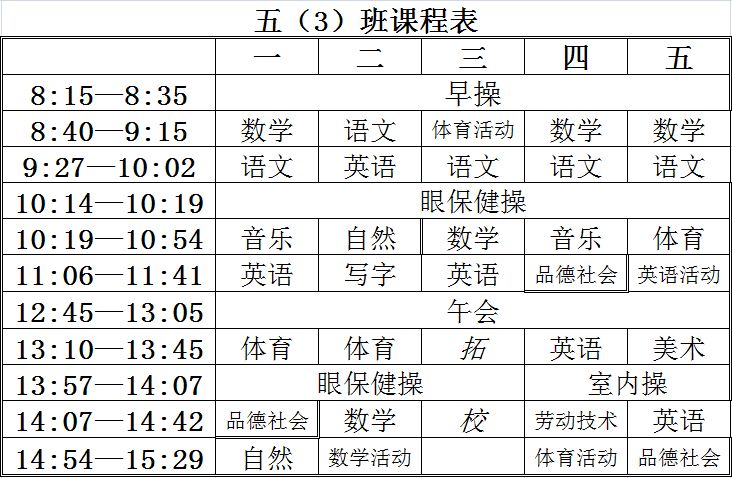 五（3）班课程表
一 二 三 四 五
8:15—8:35 早操
8:40—9:15 数学 语文 体育活动 数学 数学
9:27—10:02 语文 英语 语文 语文 语文
10:14—10:19 眼保健操
10:19—10:54 音乐 自然 数学 音乐 体育
11:06—11:41 英语 写字 英语 品德社会 英语活动
12:45—13:05 午会
13:10—13:45 体育 体育 拓 英语 美术
13:57—14:07 眼保健操 室内操
14:07—14:42 品德社会 数学 校 劳动技术 英语
14:54—15:29 自然 数学活动 体育活动 品德社会